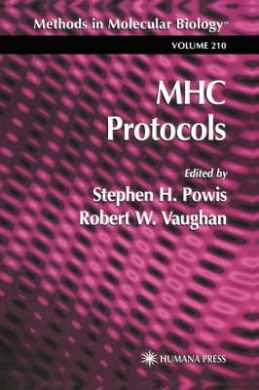 Methods in Molecular Biology™
VOLUME 210
MHC
Protocols
Edited by
Stephen H. Powis
Robert W. Vaughan
HUMANA PRESS